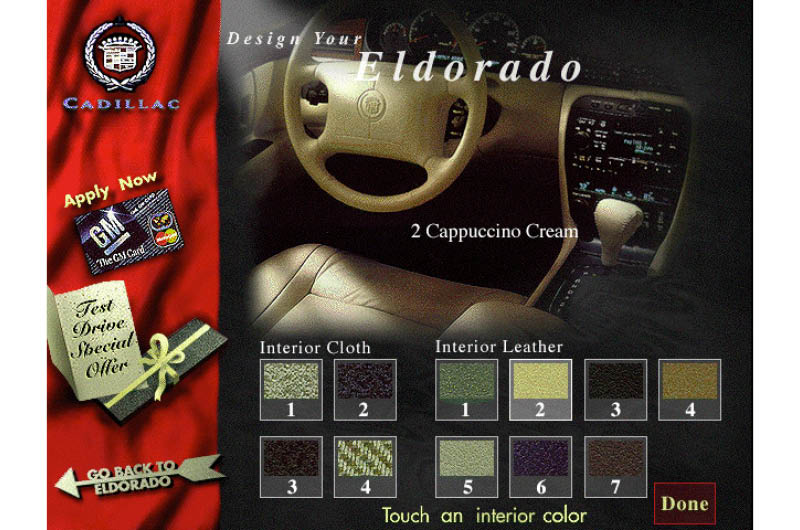 Design Your
Eldorado
CADILLAC
Apply Now
GM
The GM Card
MasterCard
Test
Drive
Special
Offer
GO BACK TO
ELDORADO
2 Cappuccino Cream
Interior Cloth
1
2
3
4
Interior Leather
1
2
3
4
5
6
7
Touch an interior color
Done